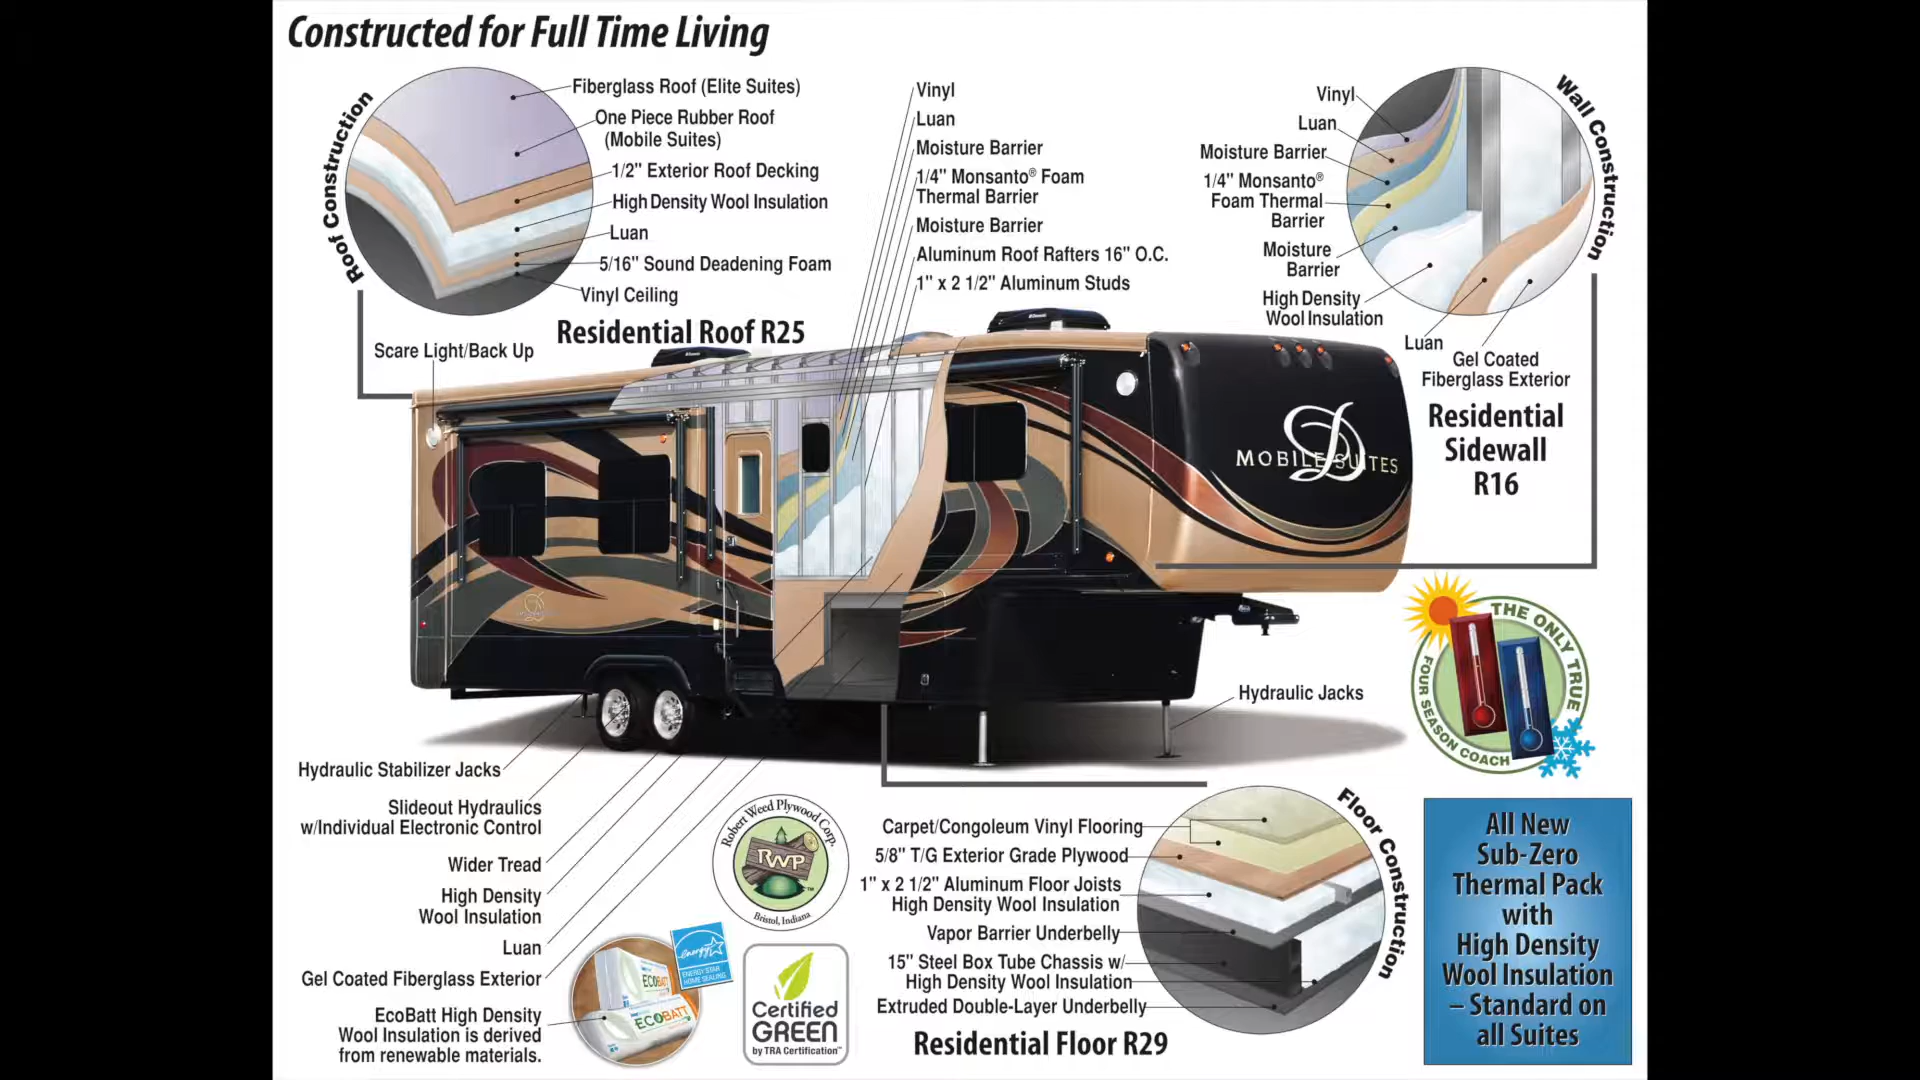 Constructed for Full Time Living
Roof Construction
Fiberglass Roof (Elite Suites)
One Piece Rubber Roof
(Mobile Suites)
1/2" Exterior Roof Decking
High Density Wool Insulation
Luan
5/16" Sound Deadening Foam
Vinyl Ceiling
Residential Roof R25
Scare Light/Back Up
Vinyl
Luan
Moisture Barrier
1/4" Monsanto® Foam
Thermal Barrier
Moisture Barrier
Aluminum Roof Rafters 16" O.C.
1" x 2 1/2" Aluminum Studs
Wall Construction
Vinyl
Luan
Moisture Barrier
1/4" Monsanto®
Foam Thermal
Barrier
Moisture
Barrier
High Density
Wool Insulation
Luan
Gel Coated
Fiberglass Exterior
Residential
Sidewall
R16
D
MOBILE SUITES
THE ONLY TRUE
FOUR SEASON COACH
Hydraulic Jacks
Hydraulic Stabilizer Jacks
Slideout Hydraulics
w/Individual Electronic Control
Wider Tread
High Density
Wool Insulation
Luan
Gel Coated Fiberglass Exterior
EcoBatt High Density
Wool Insulation is derived
from renewable materials.
ECOBATT
ECOBATT
energy
ENERGY STAR
HOME SEALING
Robert Weed Plywood Corp.
RWP
Bristol, Indiana
Certified
GREEN
by TRA Certification™
Floor Construction
Carpet/Congoleum Vinyl Flooring
5/8" T/G Exterior Grade Plywood
1" x 2 1/2" Aluminum Floor Joists
High Density Wool Insulation
Vapor Barrier Underbelly
15" Steel Box Tube Chassis w/
High Density Wool Insulation
Extruded Double-Layer Underbelly
Residential Floor R29
All New
Sub-Zero
Thermal Pack
with
High Density
Wool Insulation
– Standard on
all Suites